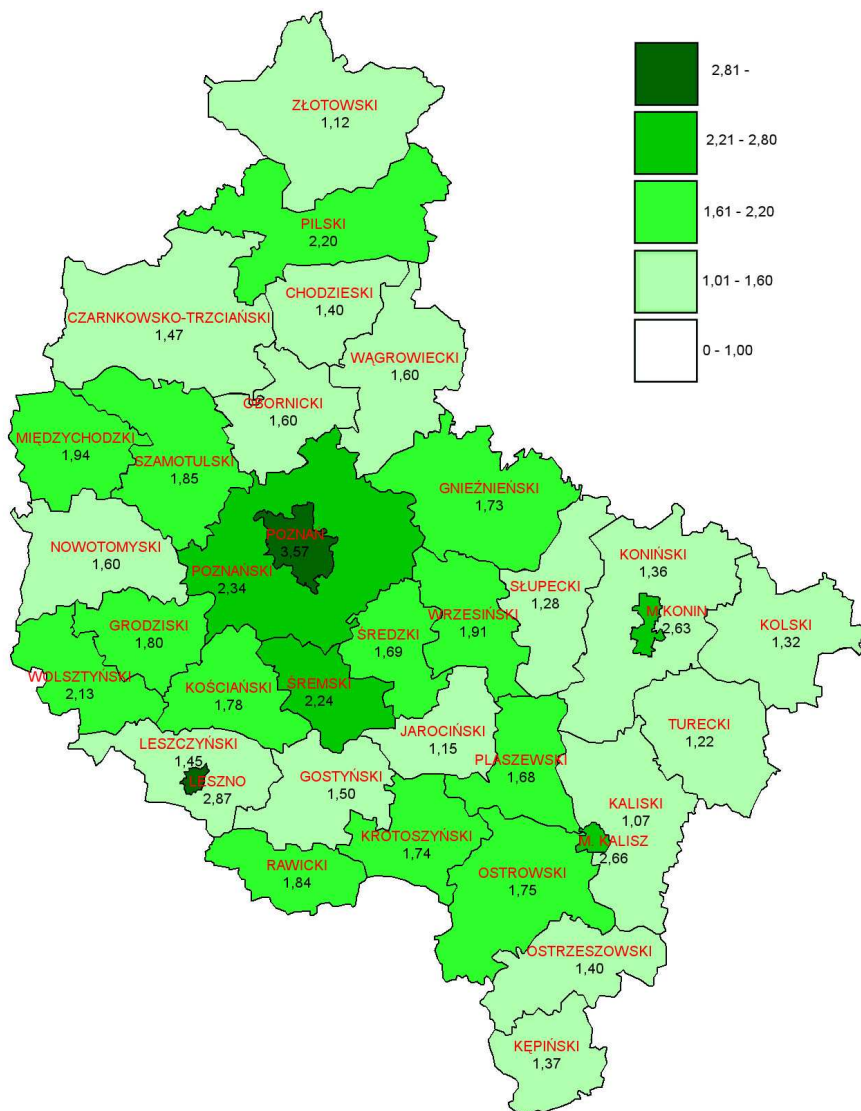 ZŁOTOWSKI
1,12
2,81 -
2,21 - 2,80
1,61 - 2,20
1,01 - 1,60
0 - 1,00
PILSKI
2,20
CHODZIESKI
1,40
CZARNKOWSKO-TRZCIAŃSKI
1,47
WĄGROWIECKI
1,60
OBORNICKI
1,60
MIĘDZYCHODZKI
1,94
SZAMOTULSKI
1,85
GNIEŹNIEŃSKI
1,73
POZNAŃ
3,57
NOWOTOMYSKI
1,60
POZNAŃSKI
2,34
SŁUPECKI
1,28
KONIŃSKI
1,36
M.KONIN
2,63
KOLSKI
1,32
GRODZISKI
1,80
ŚREDZKI
1,69
WRZESIŃSKI
1,91
WOLSZTYŃSKI
2,13
KOŚCIAŃSKI
1,78
ŚREMSKI
2,24
JAROCIŃSKI
1,15
TURECKI
1,22
LESZCZYŃSKI
1,45
LESZNO
2,87
GOSTYŃSKI
1,50
PLASZEWSKI
1,68
KALISKI
1,07
M. KALISZ
2,66
KROTOSZYŃSKI
1,74
RAWICKI
1,84
OSTROWSKI
1,75
OSTRZESZOWSKI
1,40
KĘPIŃSKI
1,37